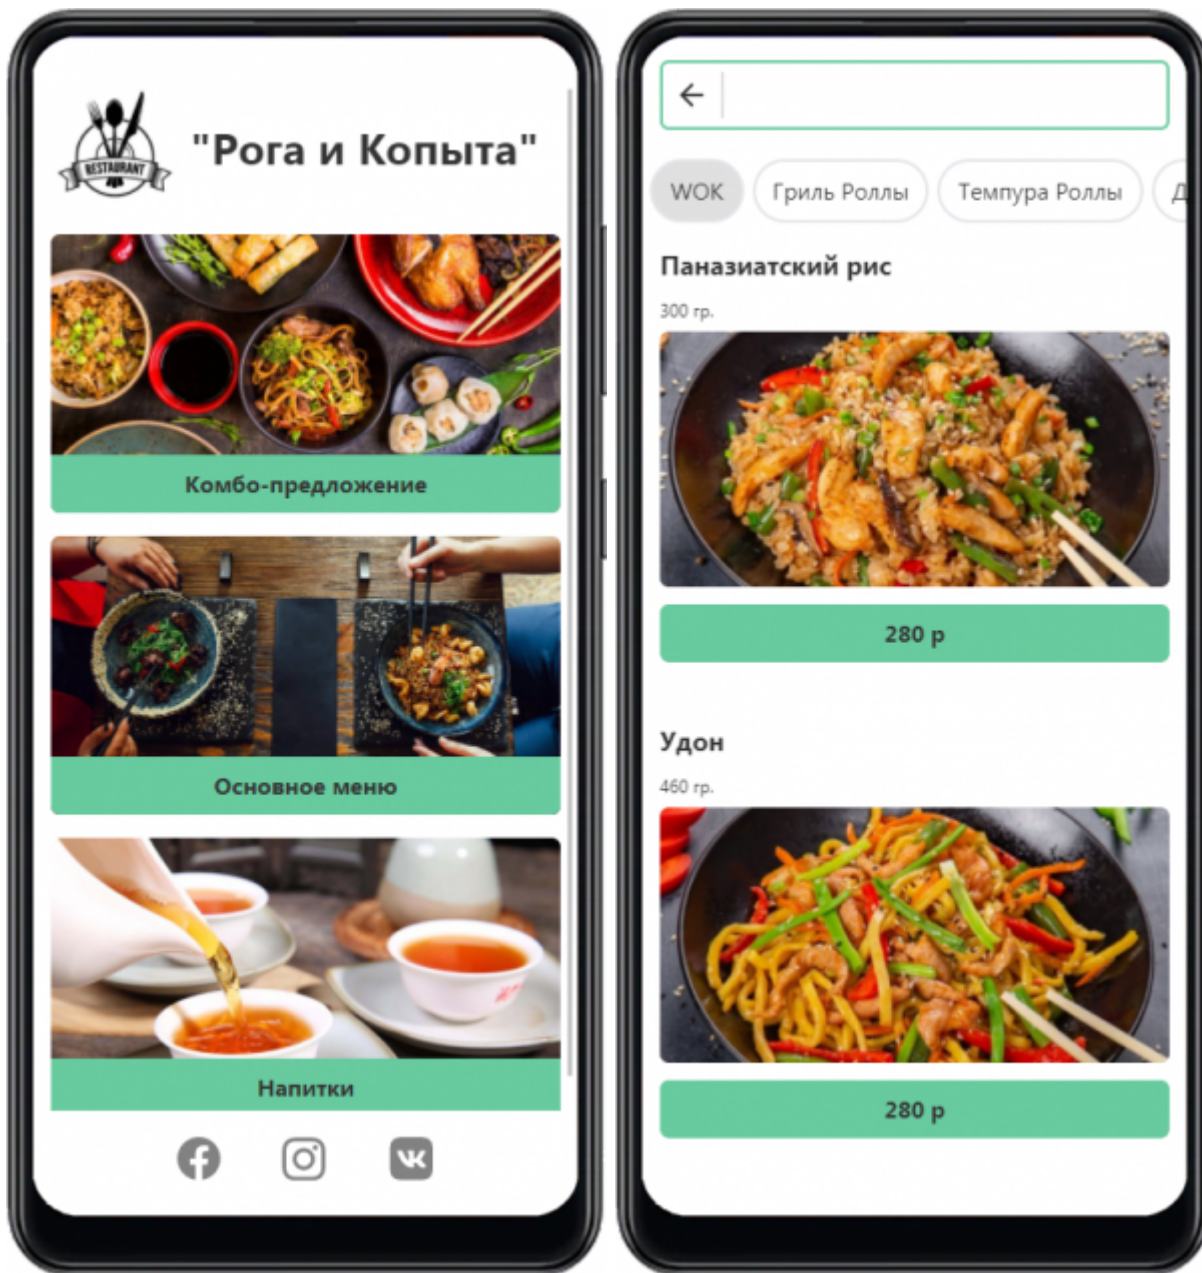 RESTAURANT
"Рога и Копыта"
Комбо-предложение
Основное меню
Напитки
WOK
Гриль Роллы
Темпура Роллы
Д
Паназиатский рис
300 гр.
280 р
Удон
460 гр.
280 р